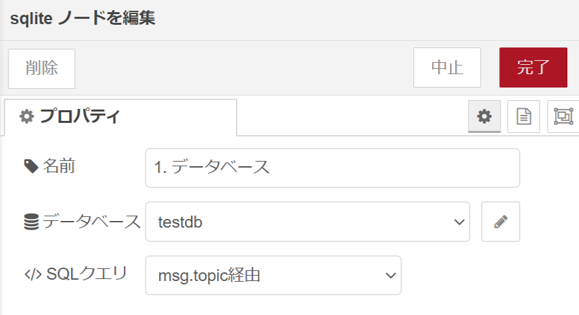 sqlite ノードを編集
削除
中止
完了
プロパティ
名前
1. データベース
データベース
testdb
SQLクエリ
msg.topic経由